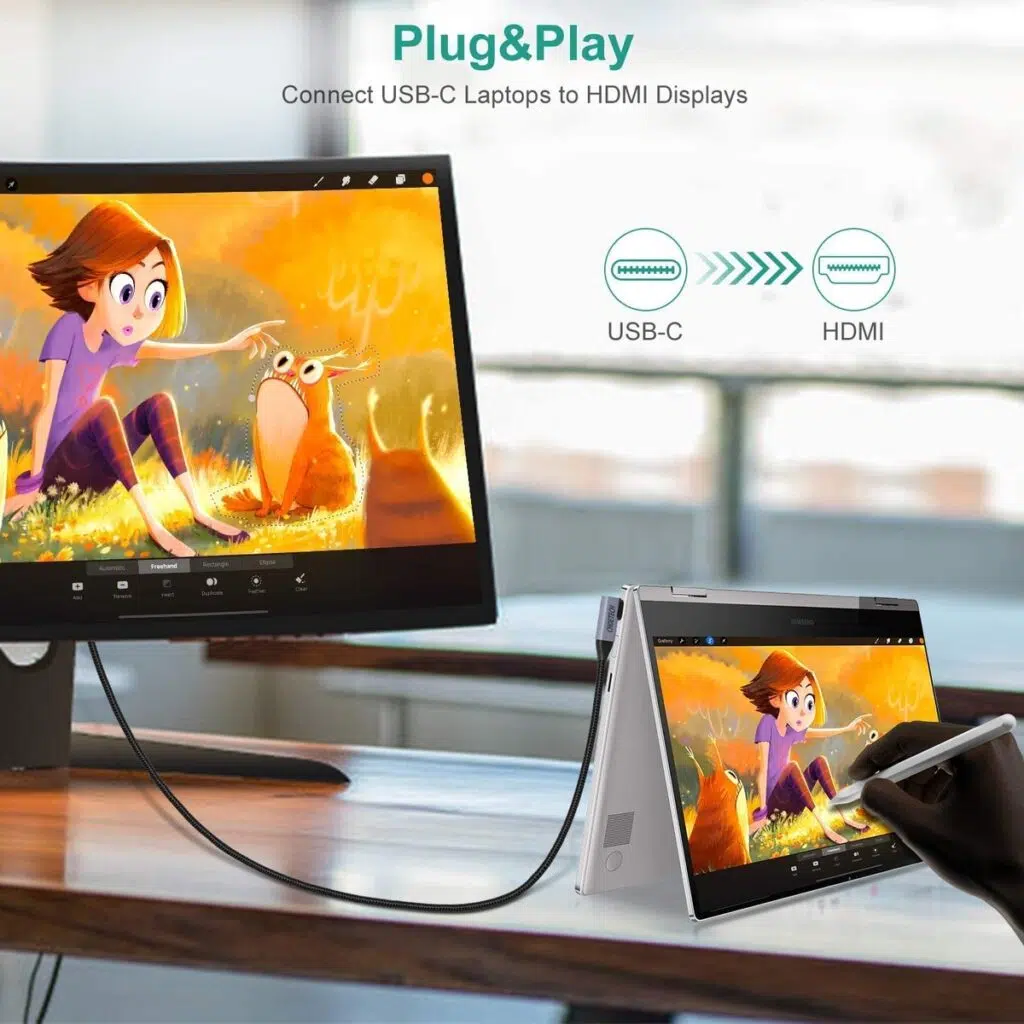 Plug&Play
Connect USB-C Laptops to HDMI Displays
USB-C
HDMI
Automatic Freehand Rectangle Ellipse
Add Remove Invert Duplicate Feather Clear
CHOETECH
SAMSUNG
Gallery